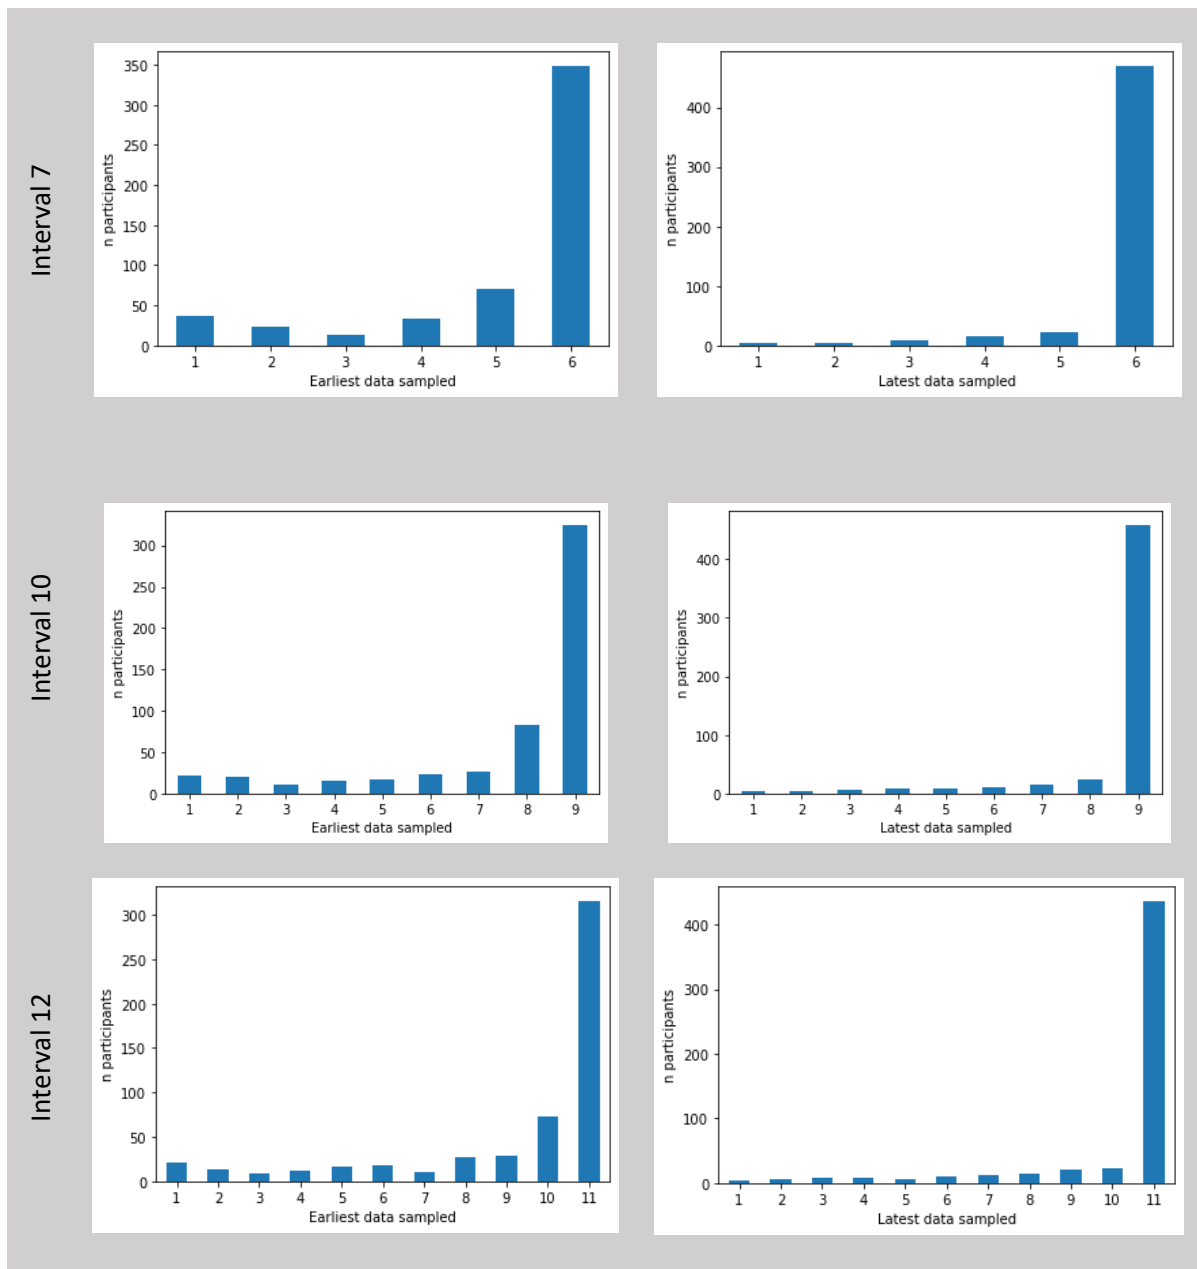 Interval 7
350
300
250
200
150
100
50
0
n participants
1 2 3 4 5 6
Earliest data sampled
400
300
200
100
0
n participants
1 2 3 4 5 6
Latest data sampled
Interval 10
300
250
200
150
100
50
0
n participants
1 2 3 4 5 6 7 8 9
Earliest data sampled
400
300
200
100
0
n participants
1 2 3 4 5 6 7 8 9
Latest data sampled
Interval 12
300
250
200
150
100
50
0
n participants
1 2 3 4 5 6 7 8 9 10 11
Earliest data sampled
400
300
200
100
0
n participants
1 2 3 4 5 6 7 8 9 10 11
Latest data sampled